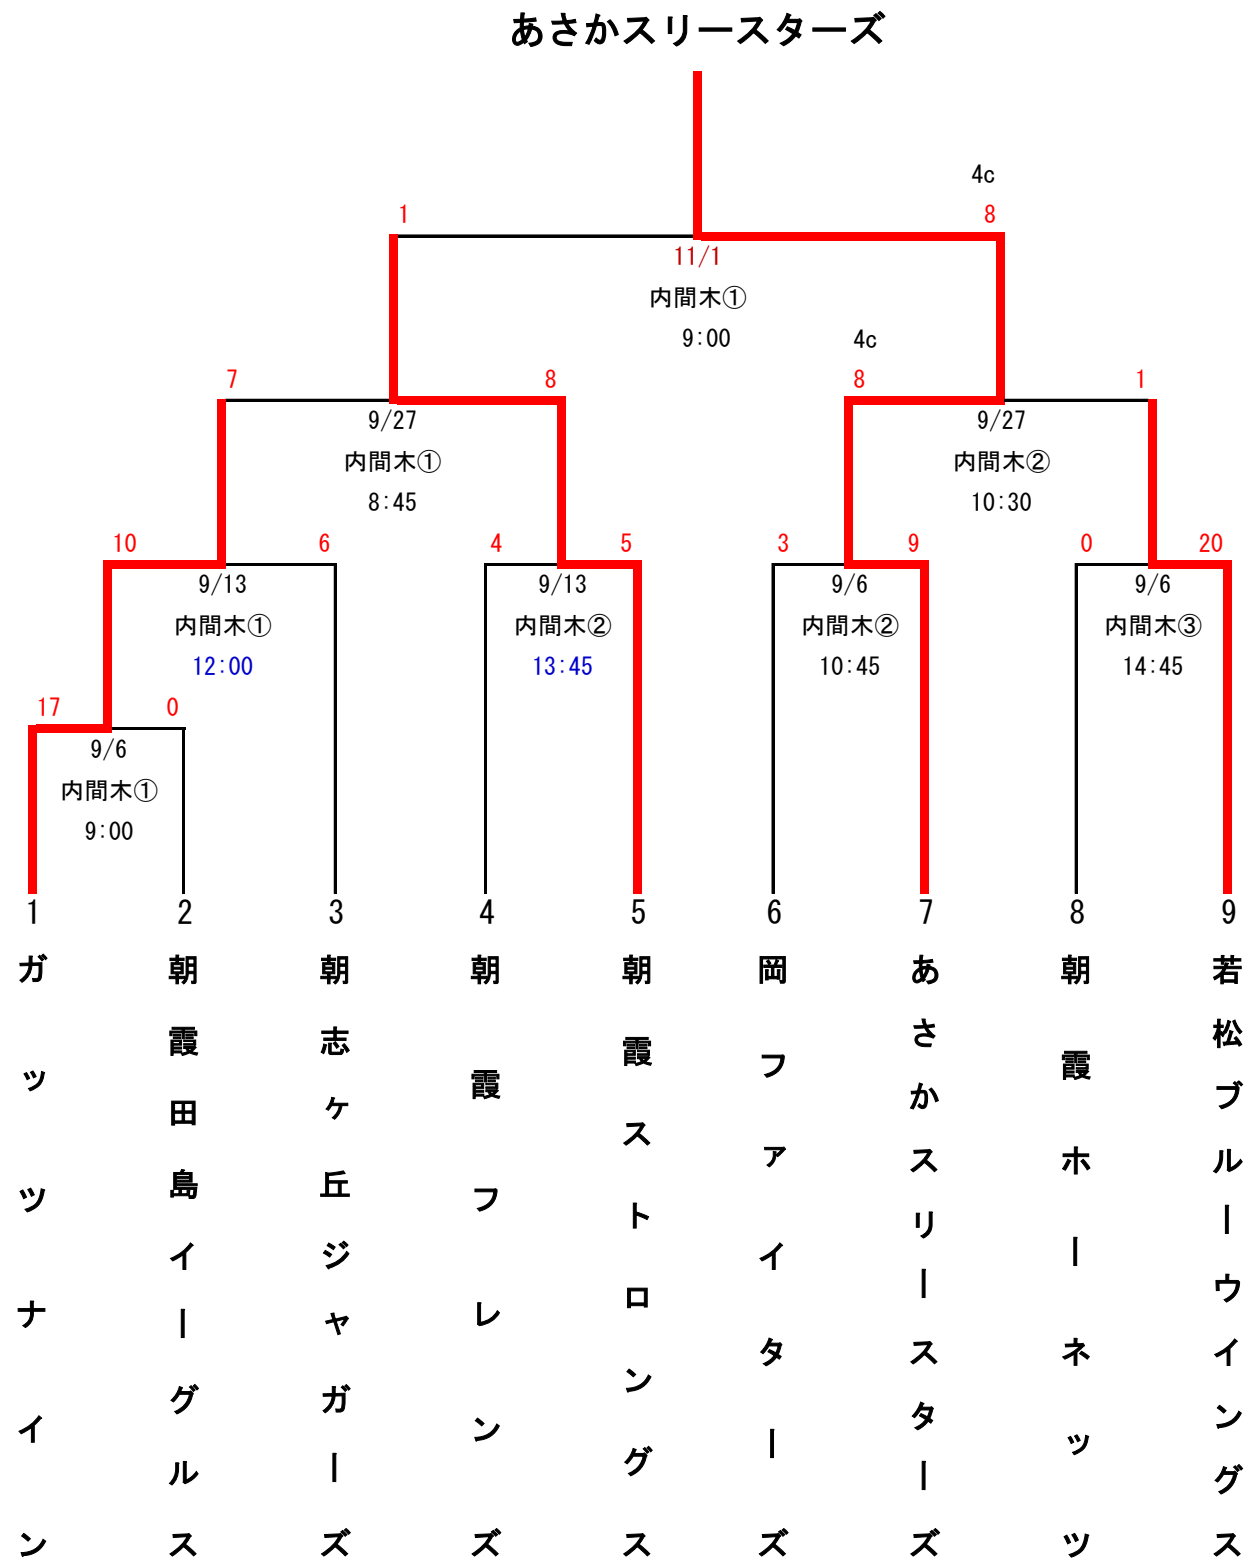 あさかスリースターズ
4c
1 8
11/1
内間木①
9:00
4c
7 8 8 1
9/27 9/27
内間木① 内間木②
8:45 10:30
10 6 4 5 3 9 0 20
9/13 9/13 9/6 9/6
内間木① 内間木② 内間木② 内間木③
12:00 13:45 10:45 14:45
17 0
9/6
内間木①
9:00
1 2 3 4 5 6 7 8 9
ガッツナイン
朝霞田島イーグルス
朝志ヶ丘ジャガーズ
朝霞フレンズ
朝霞ストロングス
岡ファイターズ
あさかスリースターズ
朝霞ホーネッツ
若松ブルーウイングス